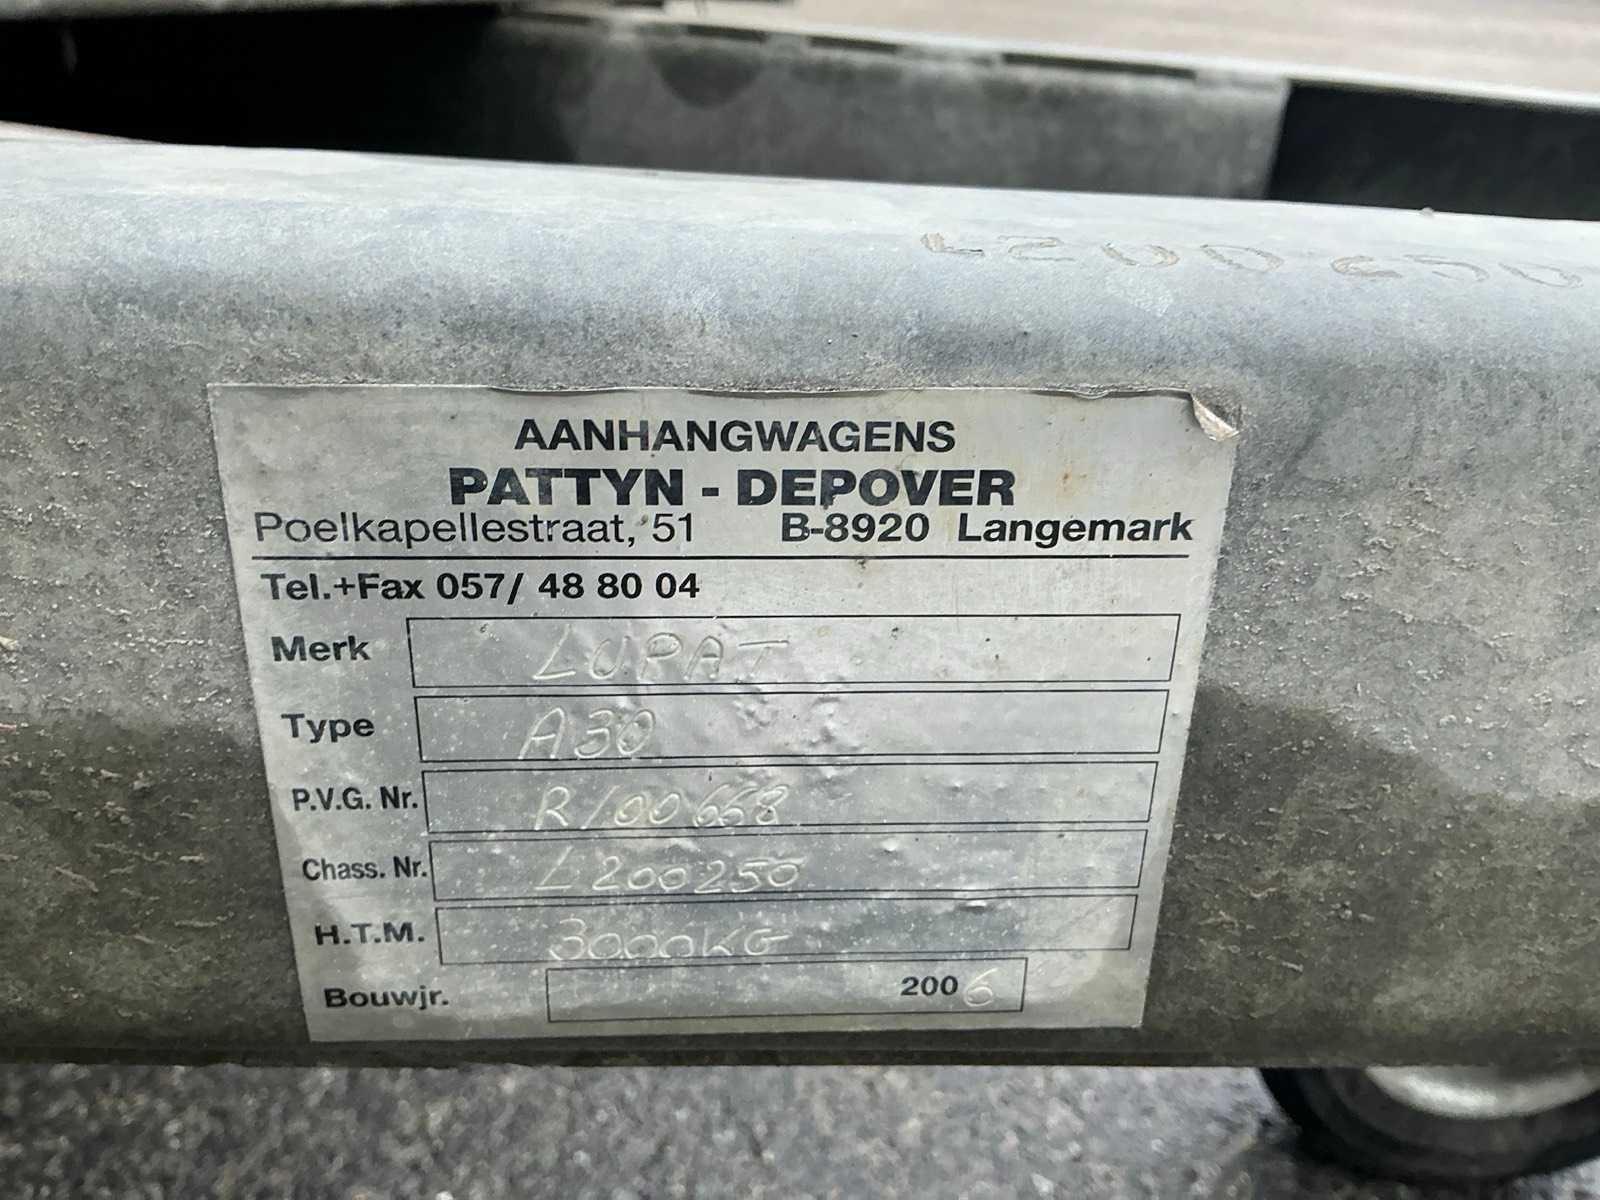 AANHANGWAGENS
PATTYN - DEPOVER
Poelkapellestraat, 51 B-8920 Langemark
Tel.+Fax 057/ 48 80 04
Merk LUPAT
Type A30
P.V.G. Nr. R/00668
Chass. Nr. L200250
H.T.M. 3000KG
Bouwjr. 2006